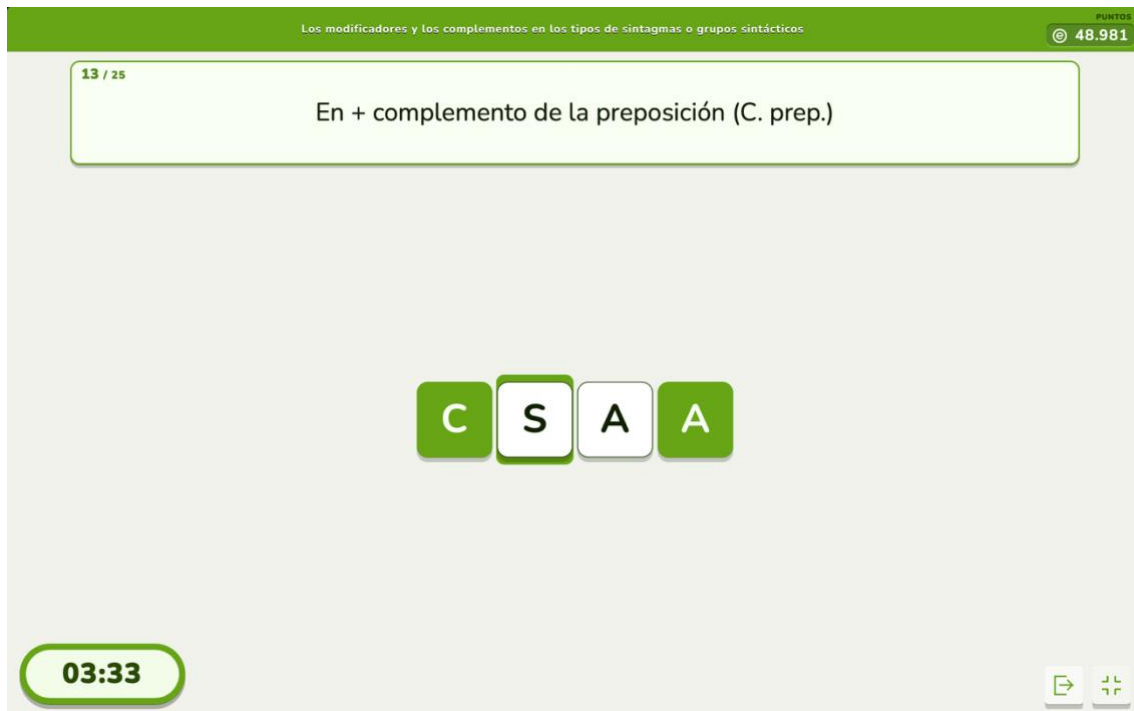 Los modificadores y los complementos en los tipos de sintagmas o grupos sintácticos
PUNTOS
48.981
13 / 25
En + complemento de la preposición (C. prep.)
C S A A
03:33